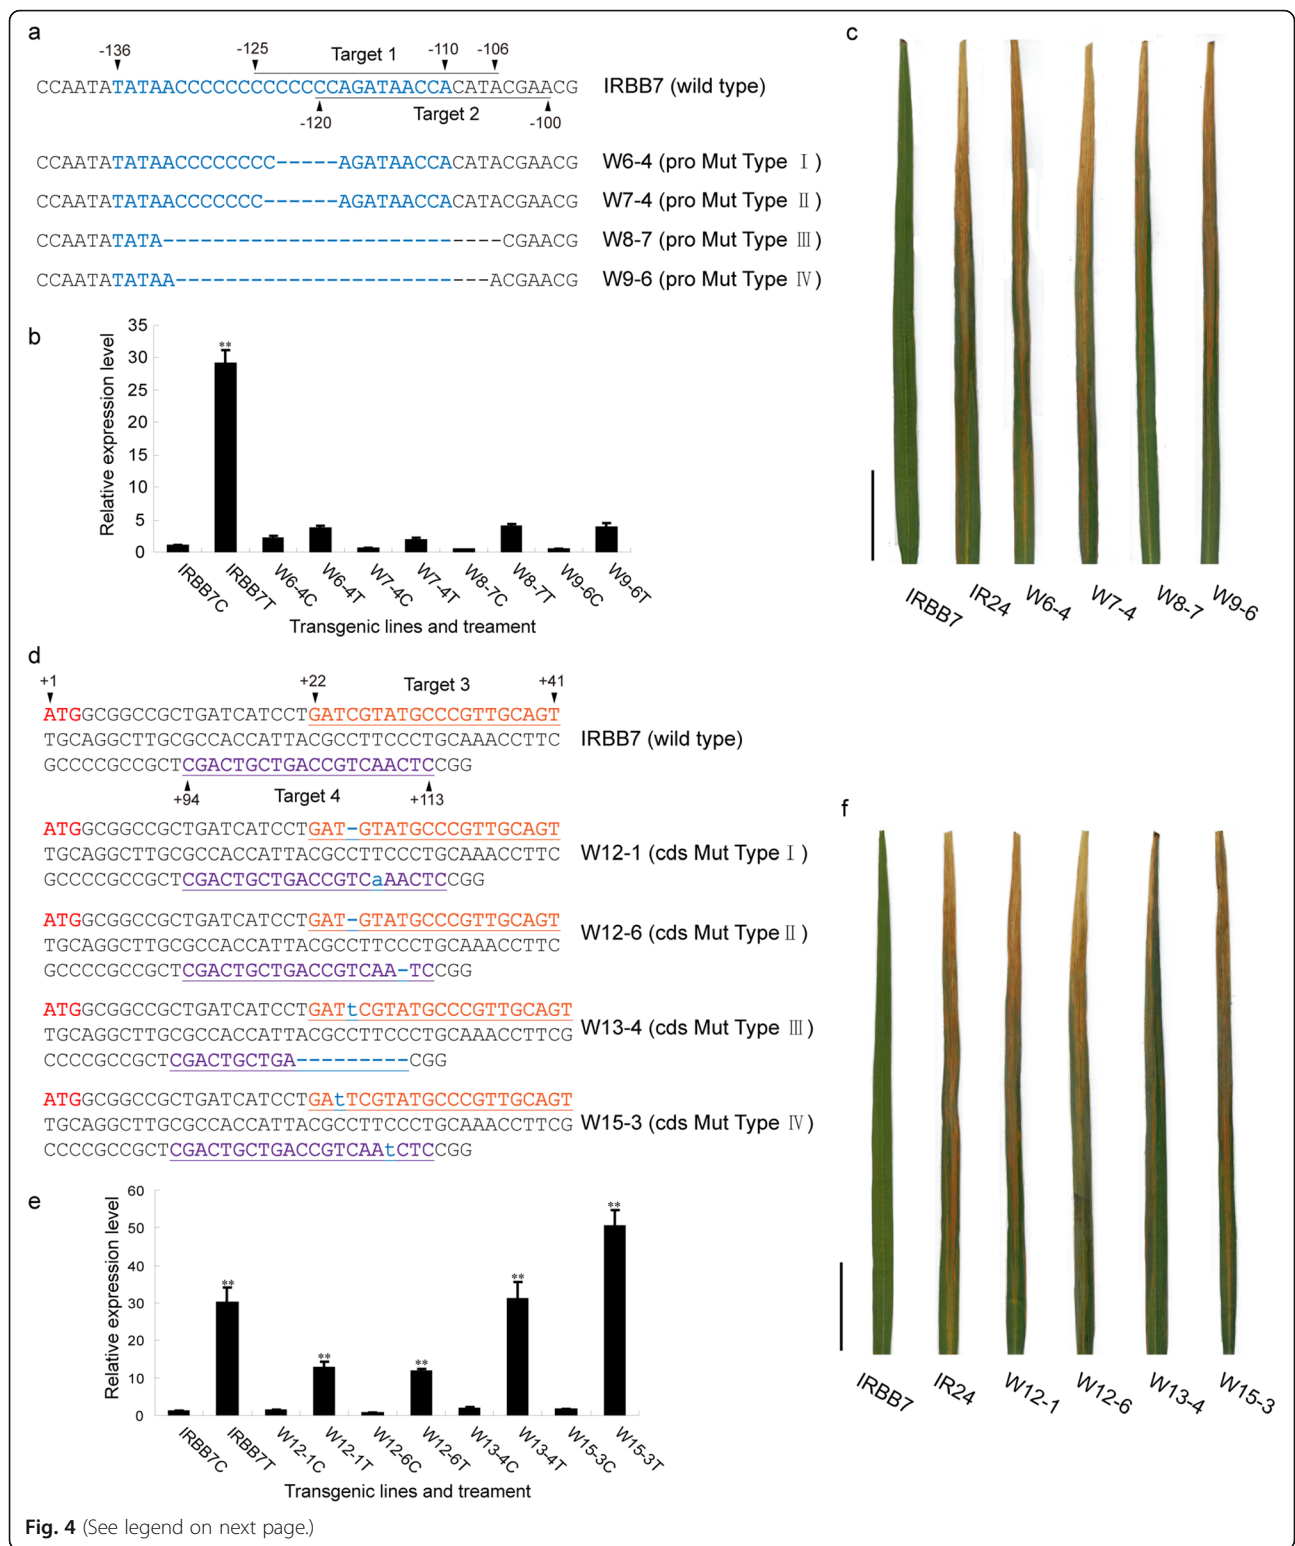 a
-136 -125 Target 1 -110 -106
CCAATATATAACCCCCCCCCCCCCCAGATAACCACATACGAACG IRBB7 (wild type)
-120 Target 2 -100
CCAATATATAACCCCCCCC-----AGATAACCACATACGAACG W6-4 (pro Mut Type Ⅰ)
CCAATATATAACCCCCCC------AGATAACCACATACGAACG W7-4 (pro Mut Type Ⅱ)
CCAATATATA---------------------------CGAACG W8-7 (pro Mut Type Ⅲ)
CCAATATATAA-------------------------ACGAACG W9-6 (pro Mut Type Ⅳ)
b
Relative expression level
35
30
25
20
15
10
5
0
**
IRBB7C IRBB7T W6-4C W6-4T W7-4C W7-4T W8-7C W8-7T W9-6C W9-6T
Transgenic lines and treament
c
IRBB7 IR24 W6-4 W7-4 W8-7 W9-6
d
+1 +22 Target 3 +41
ATGGCGGCCGCTGATCATCCTGATCGTATGCCCGTTGCAGT
TGCAGGCTTGCGCCACCATTACGCCTTCCCTGCAAACCTTC IRBB7 (wild type)
GCCCCGCCGCTCGACTGCTGACCGTCAACTCCGG
+94 Target 4 +113
ATGGCGGCCGCTGATCATCCTGAT-GTATGCCCGTTGCAGT
TGCAGGCTTGCGCCACCATTACGCCTTCCCTGCAAACCTTC W12-1 (cds Mut Type Ⅰ)
GCCCCGCCGCTCGACTGCTGACCGTCaAACTCCGG
ATGGCGGCCGCTGATCATCCTGAT-GTATGCCCGTTGCAGT
TGCAGGCTTGCGCCACCATTACGCCTTCCCTGCAAACCTTC W12-6 (cds Mut Type Ⅱ)
GCCCCGCCGCTCGACTGCTGACCGTCAA-TCCGG
ATGGCGGCCGCTGATCATCCTGATtCGTATGCCCGTTGCAGT
TGCAGGCTTGCGCCACCATTACGCCTTCCCTGCAAACCTTCG W13-4 (cds Mut Type Ⅲ)
CCCCGCCGCTCGACTGCTGA---------CGG
ATGGCGGCCGCTGATCATCCTGAtTCGTATGCCCGTTGCAGT
TGCAGGCTTGCGCCACCATTACGCCTTCCCTGCAAACCTTCG W15-3 (cds Mut Type Ⅳ)
CCCCGCCGCTCGACTGCTGACCGTCAAtCTCCGG
e
Relative expression level
60
50
40
30
20
10
0
** ** ** ** **
IRBB7C IRBB7T W12-1C W12-1T W12-6C W12-6T W13-4C W13-4T W15-3C W15-3T
Transgenic lines and treament
f
IRBB7 IR24 W12-1 W12-6 W13-4 W15-3
Fig. 4 (See legend on next page.)